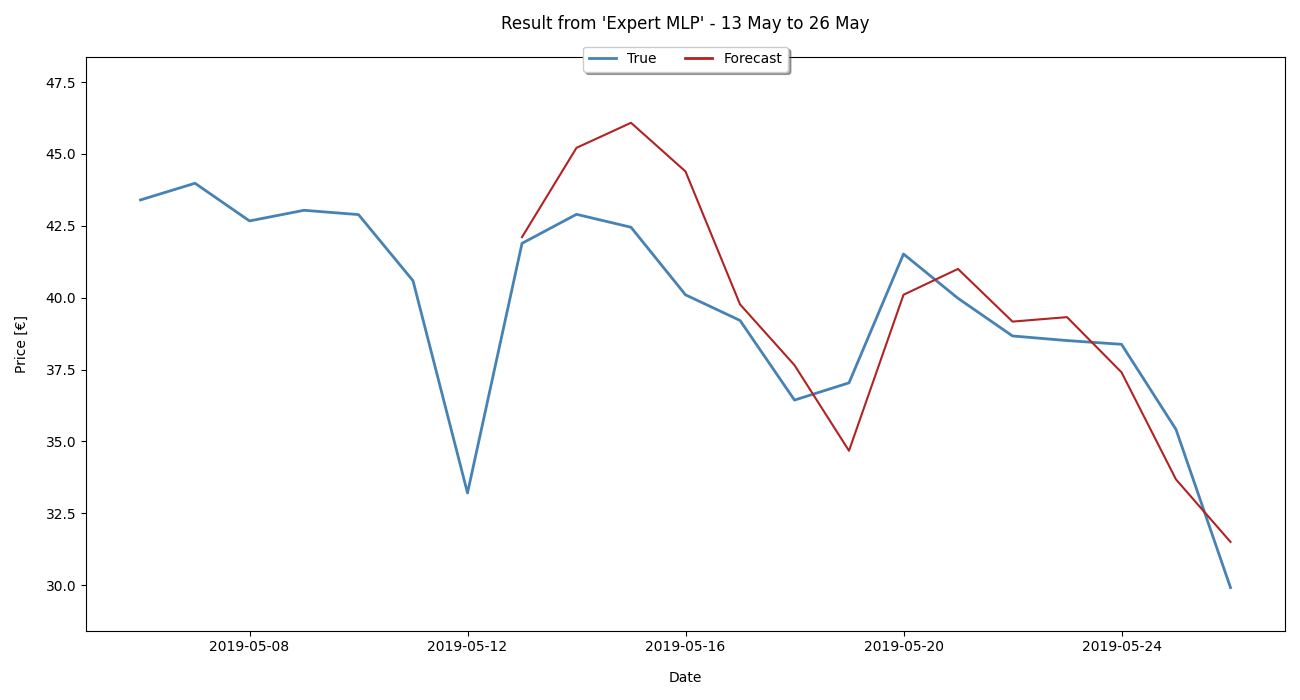 Result from 'Expert MLP' - 13 May to 26 May
True Forecast
47.5
45.0
42.5
40.0
37.5
35.0
32.5
30.0
Price [€]
2019-05-08 2019-05-12 2019-05-16 2019-05-20 2019-05-24
Date